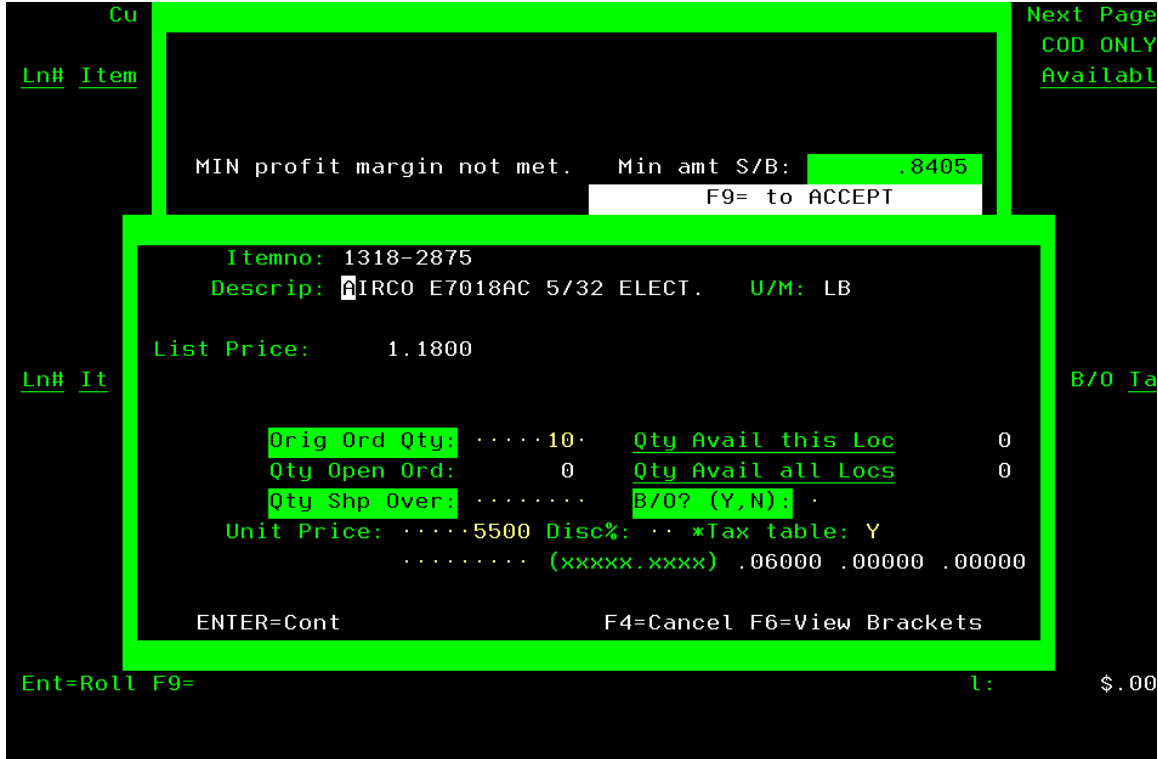 Cu Next Page
COD ONLY
Ln# Item Availabl
MIN profit margin not met. Min amt S/B: .8405
F9= to ACCEPT
Itemno: 1318-2875
Descrip: AIRCO E7018AC 5/32 ELECT. U/M: LB
List Price: 1.1800
Ln# It B/O Ta
Orig Ord Qty: ·····10· Qty Avail this Loc 0
Qty Open Ord: 0 Qty Avail all Locs 0
Qty Shp Over: ········ B/O? (Y,N): ·
Unit Price: ·····5500 Disc%: ·· *Tax table: Y
········· (xxxxx.xxxx) .06000 .00000 .00000
ENTER=Cont F4=Cancel F6=View Brackets
Ent=Roll F9= l: $.00